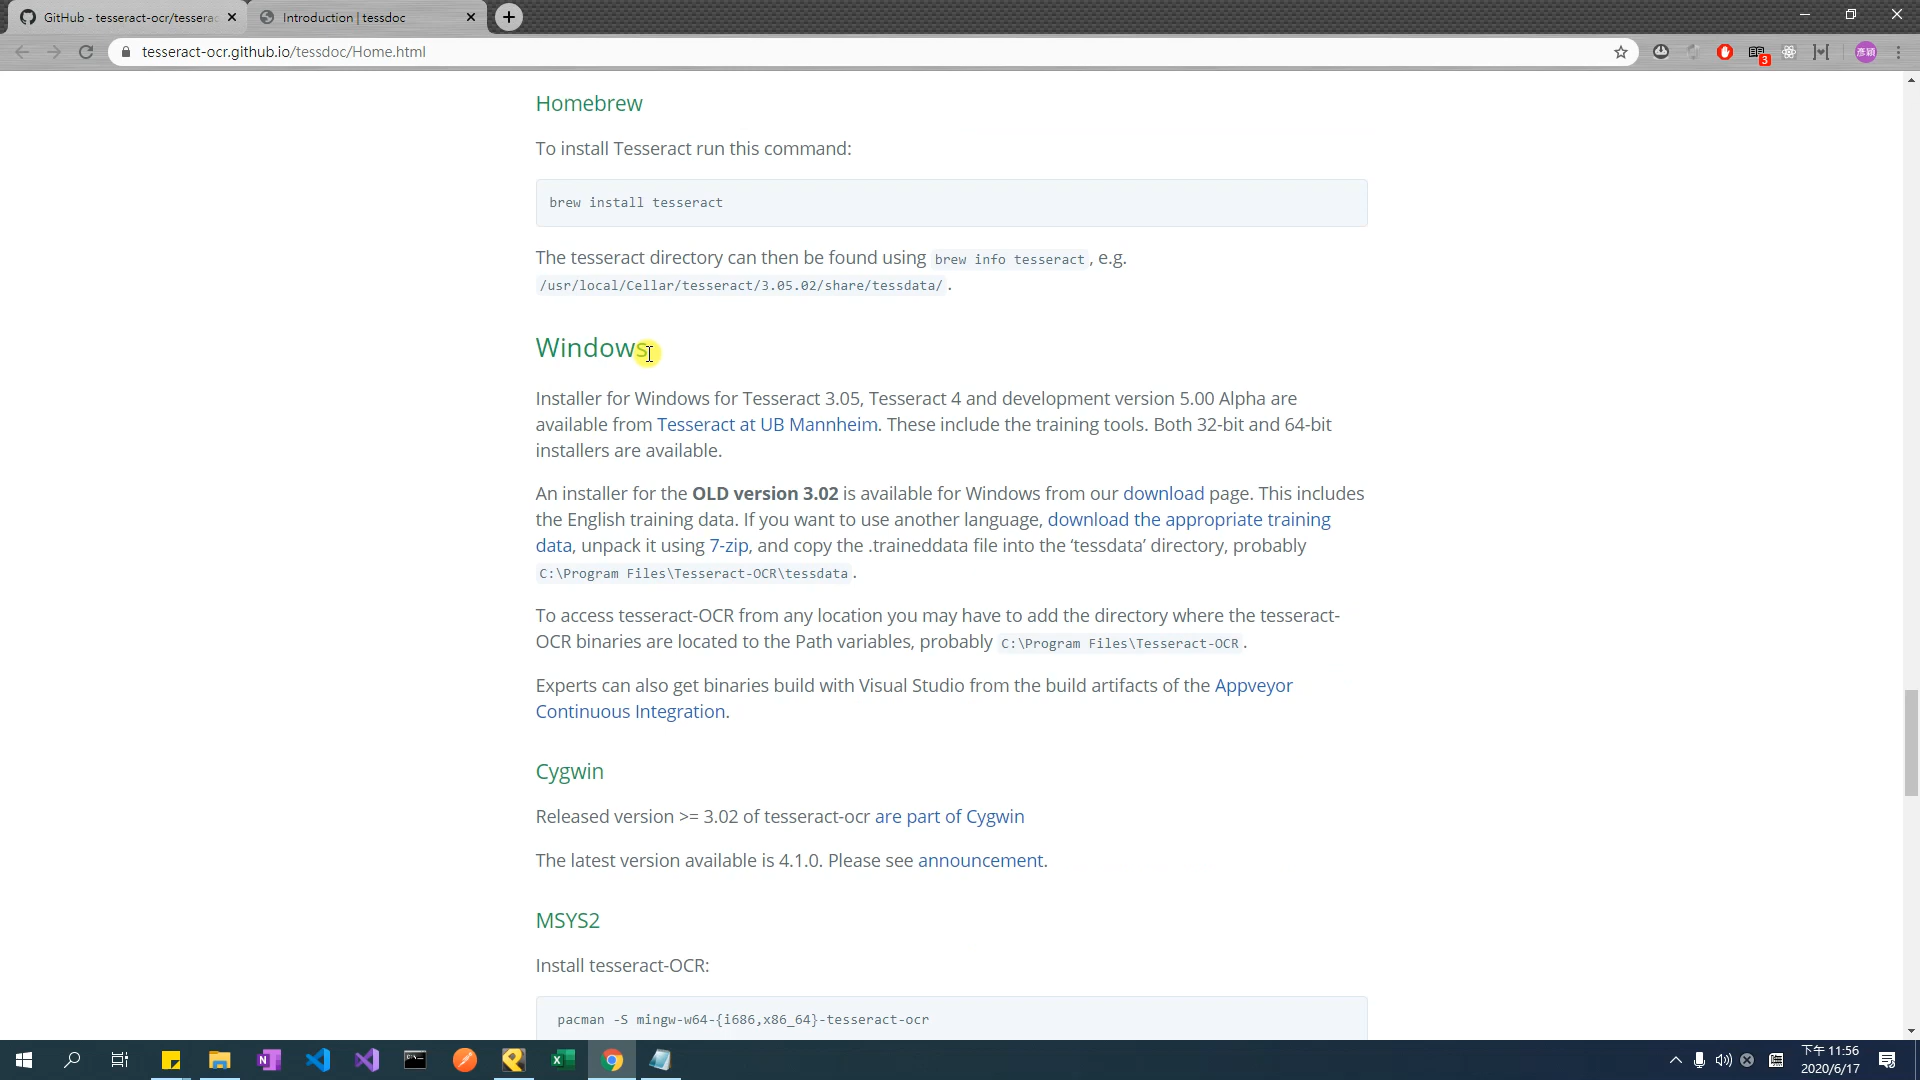 GitHub - tesseract-ocr/tesserac
Introduction | tessdoc
tesseract-ocr.github.io/tessdoc/Home.html
3
彥穎
Homebrew
To install Tesseract run this command:
brew install tesseract
The tesseract directory can then be found using brew info tesseract, e.g.
/usr/local/Cellar/tesseract/3.05.02/share/tessdata/.
Windows
Installer for Windows for Tesseract 3.05, Tesseract 4 and development version 5.00 Alpha are
available from Tesseract at UB Mannheim. These include the training tools. Both 32-bit and 64-bit
installers are available.
An installer for the OLD version 3.02 is available for Windows from our download page. This includes
the English training data. If you want to use another language, download the appropriate training
data, unpack it using 7-zip, and copy the .traineddata file into the ‘tessdata’ directory, probably
C:\Program Files\Tesseract-OCR\tessdata.
To access tesseract-OCR from any location you may have to add the directory where the tesseract-
OCR binaries are located to the Path variables, probably C:\Program Files\Tesseract-OCR.
Experts can also get binaries build with Visual Studio from the build artifacts of the Appveyor
Continuous Integration.
Cygwin
Released version >= 3.02 of tesseract-ocr are part of Cygwin
The latest version available is 4.1.0. Please see announcement.
MSYS2
Install tesseract-OCR:
pacman -S mingw-w64-{i686,x86_64}-tesseract-ocr
下午 11:56
2020/6/17